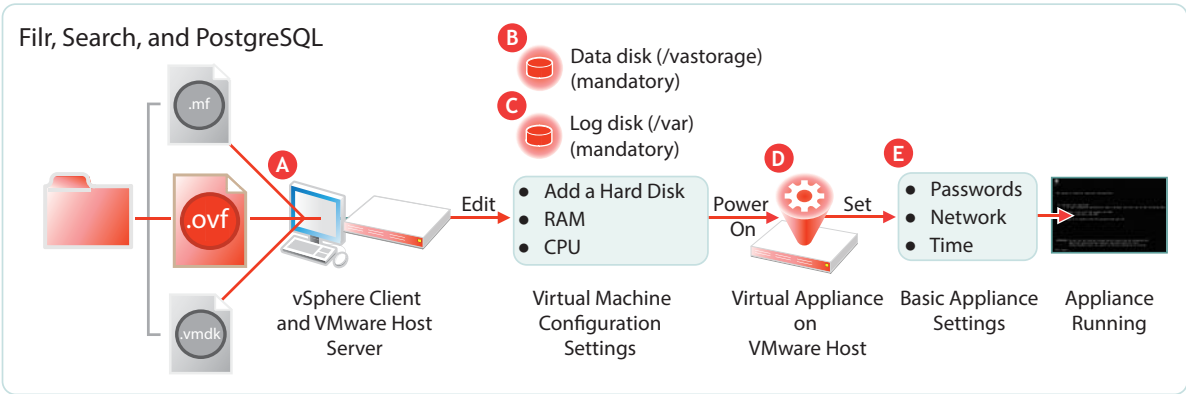 Filr, Search, and PostgreSQL
.mf
.ovf
.vmdk
A
vSphere Client
and VMware Host
Server
Edit
B
Data disk (/vastorage)
(mandatory)
C
Log disk (/var)
(mandatory)
• Add a Hard Disk
• RAM
• CPU
Virtual Machine
Configuration
Settings
Power
On
D
Virtual Appliance
on
VMware Host
Set
E
• Passwords
• Network
• Time
Basic Appliance
Settings
Appliance
Running